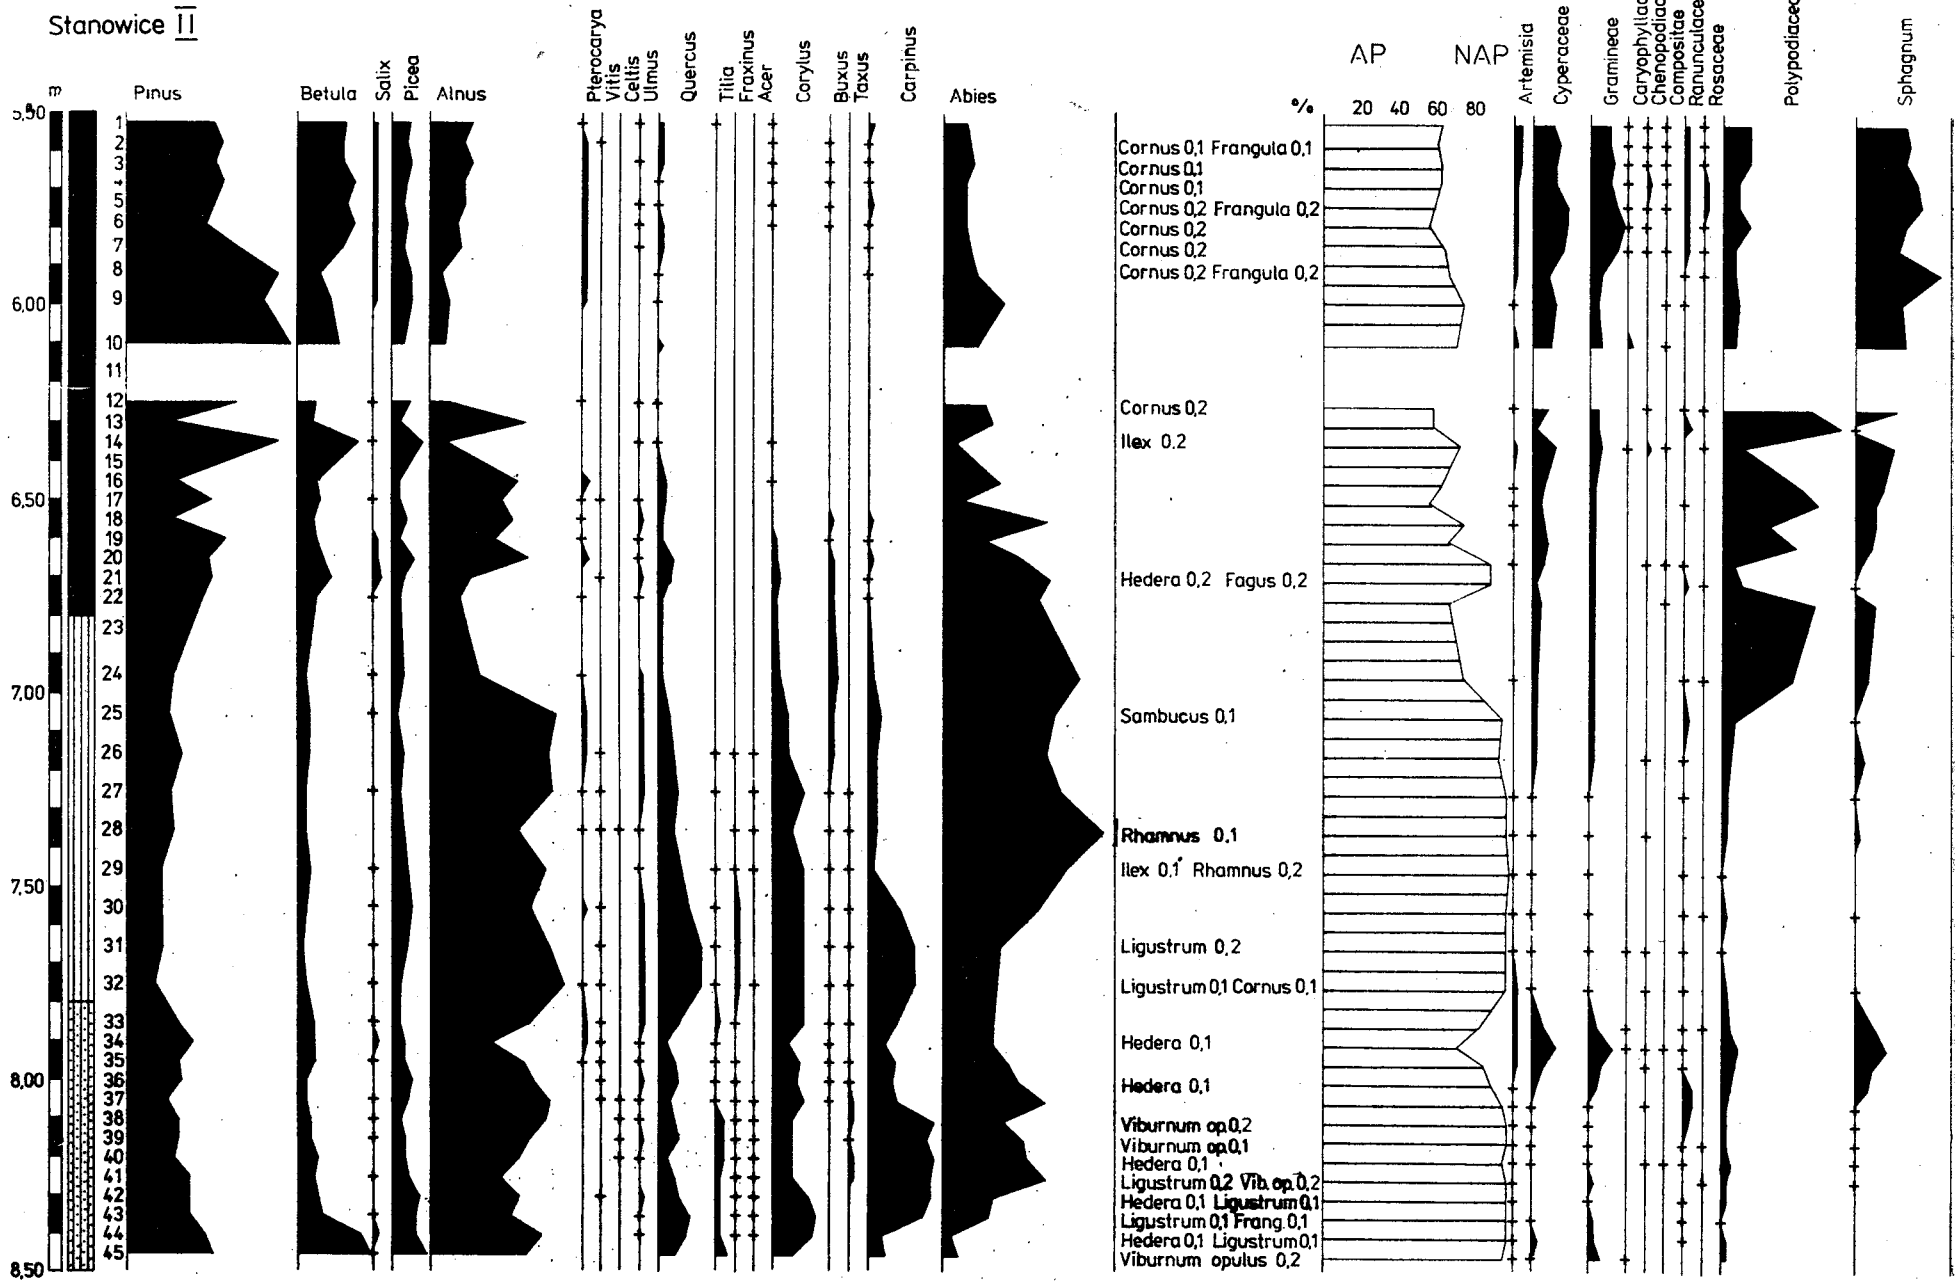 Stanowice II
m
Pinus
Betula
Salix
Picea
Alnus
Pterocarya
Vitis
Celtis
Ulmus
Quercus
Tilia
Fraxinus
Acer
Corylus
Buxus
Taxus
Carpinus
Abies
AP NAP
% 20 40 60 80
Artemisia
Cyperaceae
Gramineae
Caryophyllac
Chenopodiac
Compositae
Ranunculace
Rosaceae
Polypodiacea
Sphagnum
5,50
6,00
6,50
7,00
7,50
8,00
8,50
1
2
3
4
5
6
7
8
9
10
11
12
13
14
15
16
17
18
19
20
21
22
23
24
25
26
27
28
29
30
31
32
33
34
35
36
37
38
39
40
41
42
43
44
45
Cornus 0,1 Frangula 0,1
Cornus 0,1
Cornus 0,1
Cornus 0,2 Frangula 0,2
Cornus 0,2
Cornus 0,2
Cornus 0,2 Frangula 0,2
Cornus 0,2
Ilex 0.2
Hedera 0,2 Fagus 0,2
Sambucus 0,1
Rhamnus 0,1
Ilex 0,1 Rhamnus 0,2
Ligustrum 0,2
Ligustrum 0,1 Cornus 0,1
Hedera 0,1
Hedera 0,1
Viburnum op. 0,2
Viburnum op. 0,1
Hedera 0,1
Ligustrum 0,2 Vib. op. 0,2
Hedera 0,1 Ligustrum 0,1
Ligustrum 0,1 Frang. 0,1
Hedera 0,1 Ligustrum 0,1
Viburnum opulus 0,2